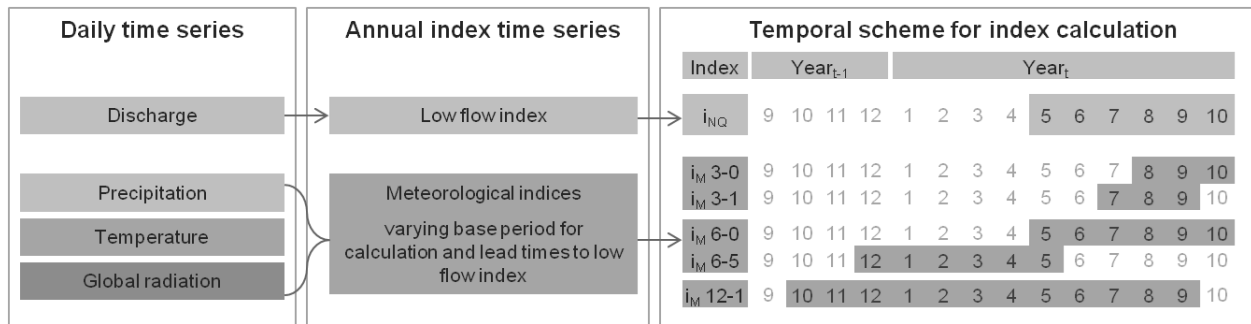 Daily time series
Discharge
Precipitation
Temperature
Global radiation
Annual index time series
Low flow index
Meteorological indices
varying base period for
calculation and lead times to low
flow index
Temporal scheme for index calculation
Index Year_t-1 Year_t
i_NQ 9 10 11 12 1 2 3 4 5 6 7 8 9 10
i_M 3-0 9 10 11 12 1 2 3 4 5 6 7 8 9 10
i_M 3-1 9 10 11 12 1 2 3 4 5 6 7 8 9 10
i_M 6-0 9 10 11 12 1 2 3 4 5 6 7 8 9 10
i_M 6-5 9 10 11 12 1 2 3 4 5 6 7 8 9 10
i_M 12-1 9 10 11 12 1 2 3 4 5 6 7 8 9 10